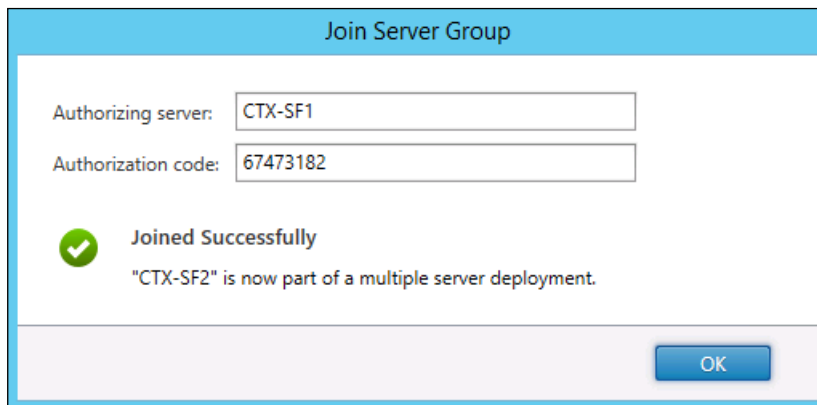 Join Server Group
Authorizing server: CTX-SF1
Authorization code: 67473182
Joined Successfully
"CTX-SF2" is now part of a multiple server deployment.
OK